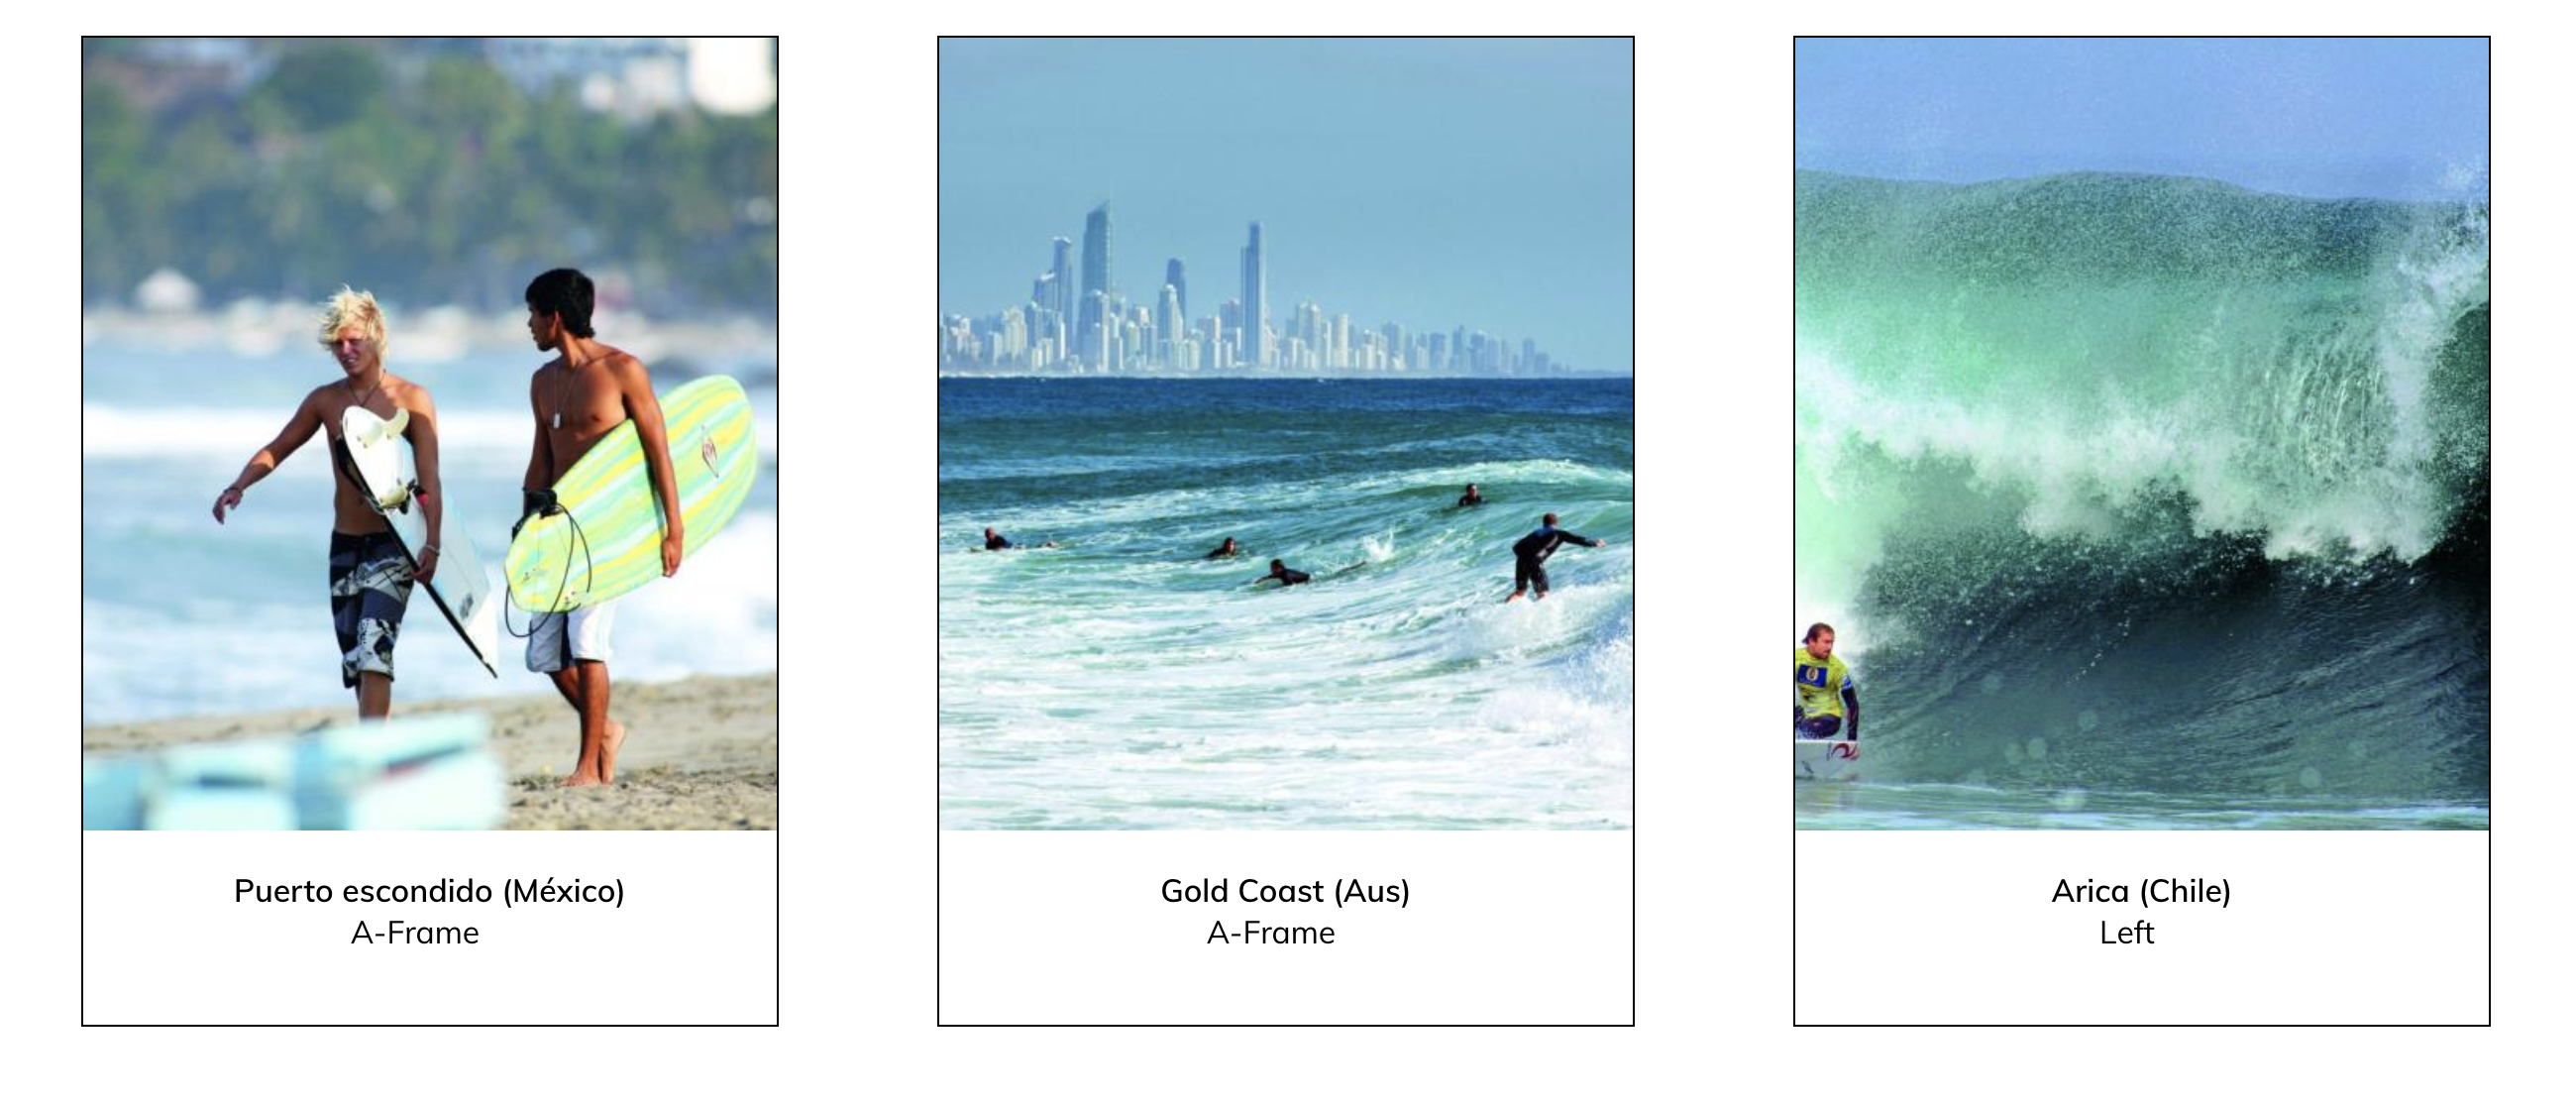 Puerto escondido (México)
A-Frame
Gold Coast (Aus)
A-Frame
Arica (Chile)
Left